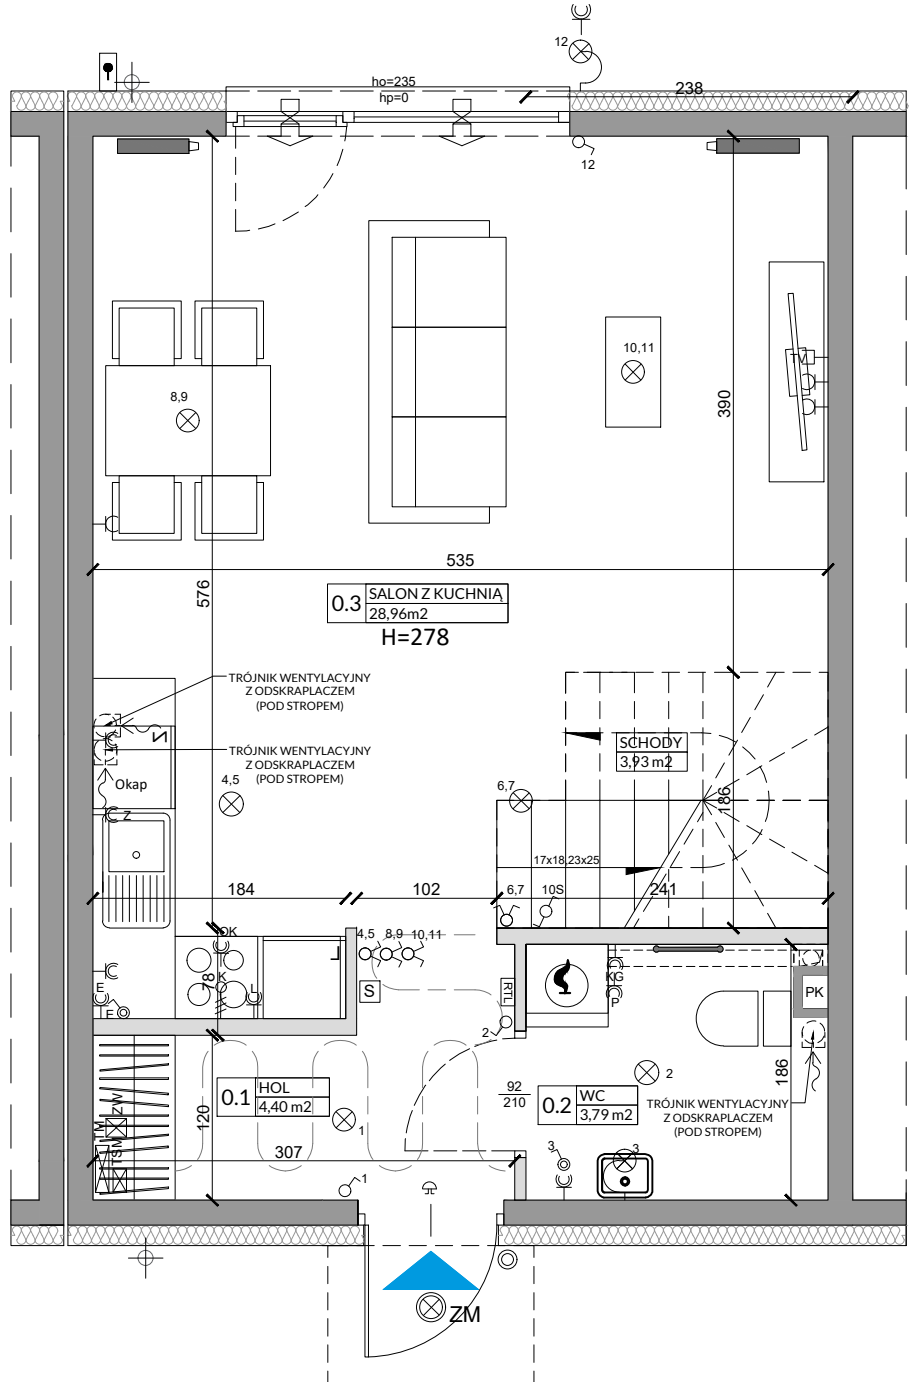 12
238
ho=235
hp=0
12
10,11
TV
8,9
390
535
576
0.3 SALON Z KUCHNIĄ
28,96m2
H=278
TRÓJNIK WENTYLACYJNY
Z ODSKRAPLACZEM
(POD STROPEM)
TRÓJNIK WENTYLACYJNY
Z ODSKRAPLACZEM
(POD STROPEM)
SCHODY
3,93 m2
Okap
4,5
6,7
186
Z
17x18,23x25
184
102
6,7
10S
241
OK
4,5
8,9
10,11
78
K
L
L
E
E
S
RTL
KG
P
PK
2
2
0.1 HOL
4,40 m2
92
210
0.2 WC
3,79 m2
186
TRÓJNIK WENTYLACYJNY
Z ODSKRAPLACZEM
(POD STROPEM)
120
ZW
TM
TSM
1
307
3
3
1
ZM